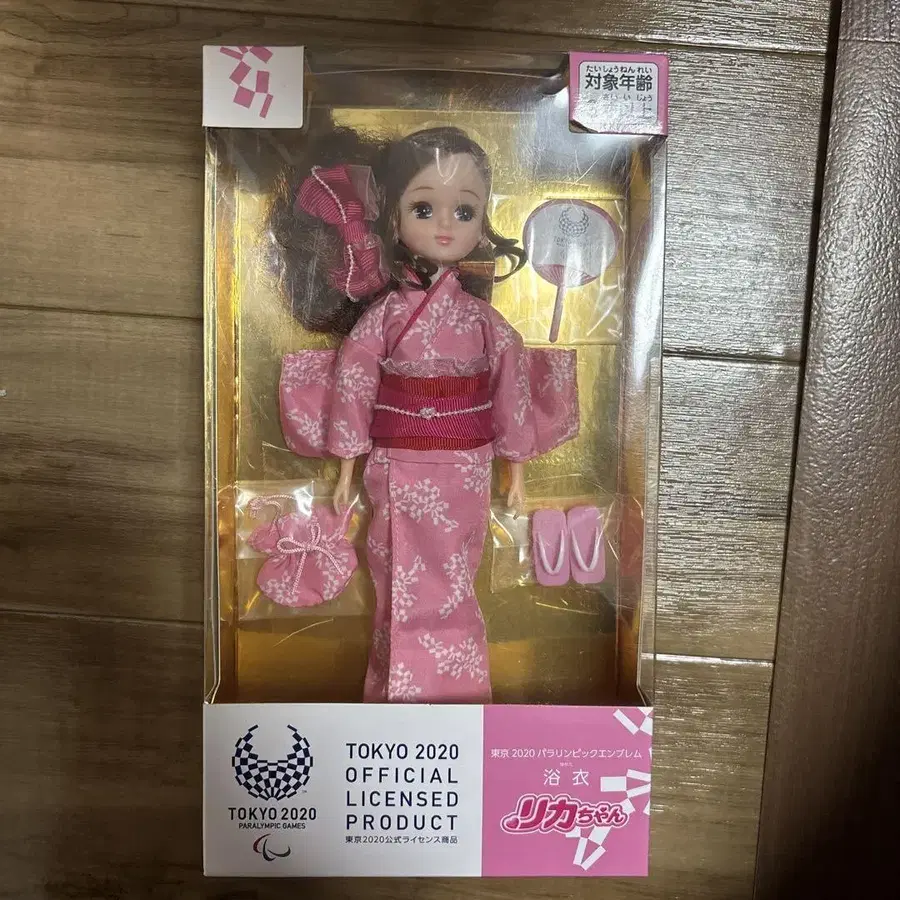 たいしょうねんれい
対象年齢
TOKYO 2020
PARALYMPIC GAMES
TOKYO 2020
OFFICIAL
LICENSED
PRODUCT
東京2020公式ライセンス商品
東京 2020 パラリンピックエンブレム
ゆかた
浴衣
リカちゃん